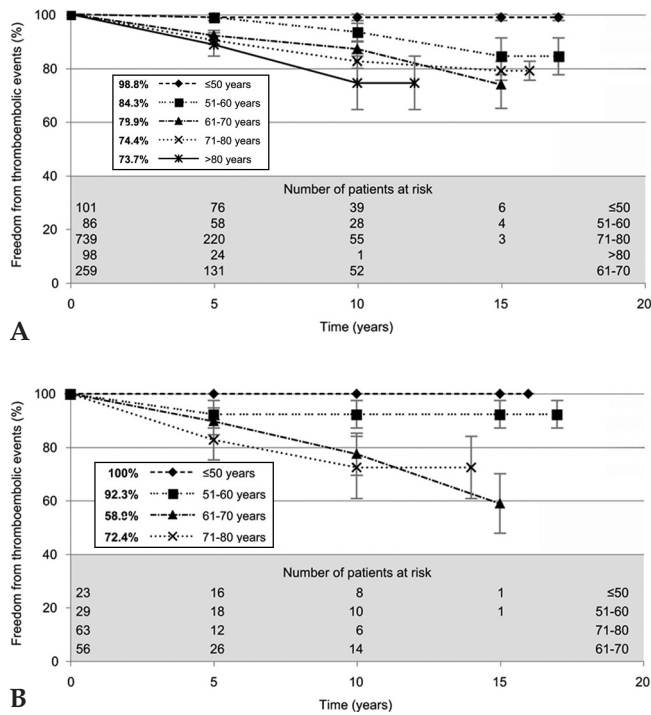 Freedom from thromboembolic events (%)
100
80
60
40
20
0
98.8% ≤50 years
84.3% 51-60 years
61-70 years
74.4% 71-80 years
73.7% >80 years
Number of patients at risk
101 76 39 6 ≤50
86 58 28 4 51-60
739 220 55 3 71-80
98 24 1 >80
259 131 52 61-70
0 5 10 15 20
Time (years)
A
Freedom from thromboembolic events (%)
100
80
60
40
20
0
100% ≤50 years
92.3% 51-60 years
58.9% 61-70 years
72.4% 71-80 years
Number of patients at risk
23 16 8 1 ≤50
29 18 10 1 51-60
63 12 6 71-80
56 26 14 61-70
0 5 10 15 20
Time (years)
B